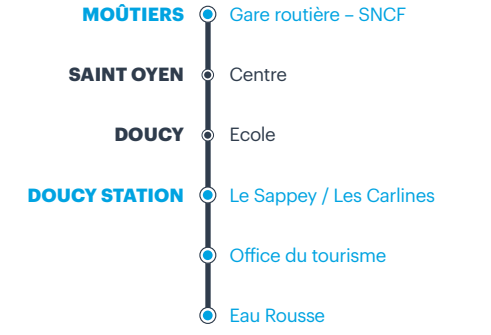 MOÛTIERS Gare routière – SNCF
SAINT OYEN Centre
DOUCY Ecole
DOUCY STATION Le Sappey / Les Carlines
Office du tourisme
Eau Rousse